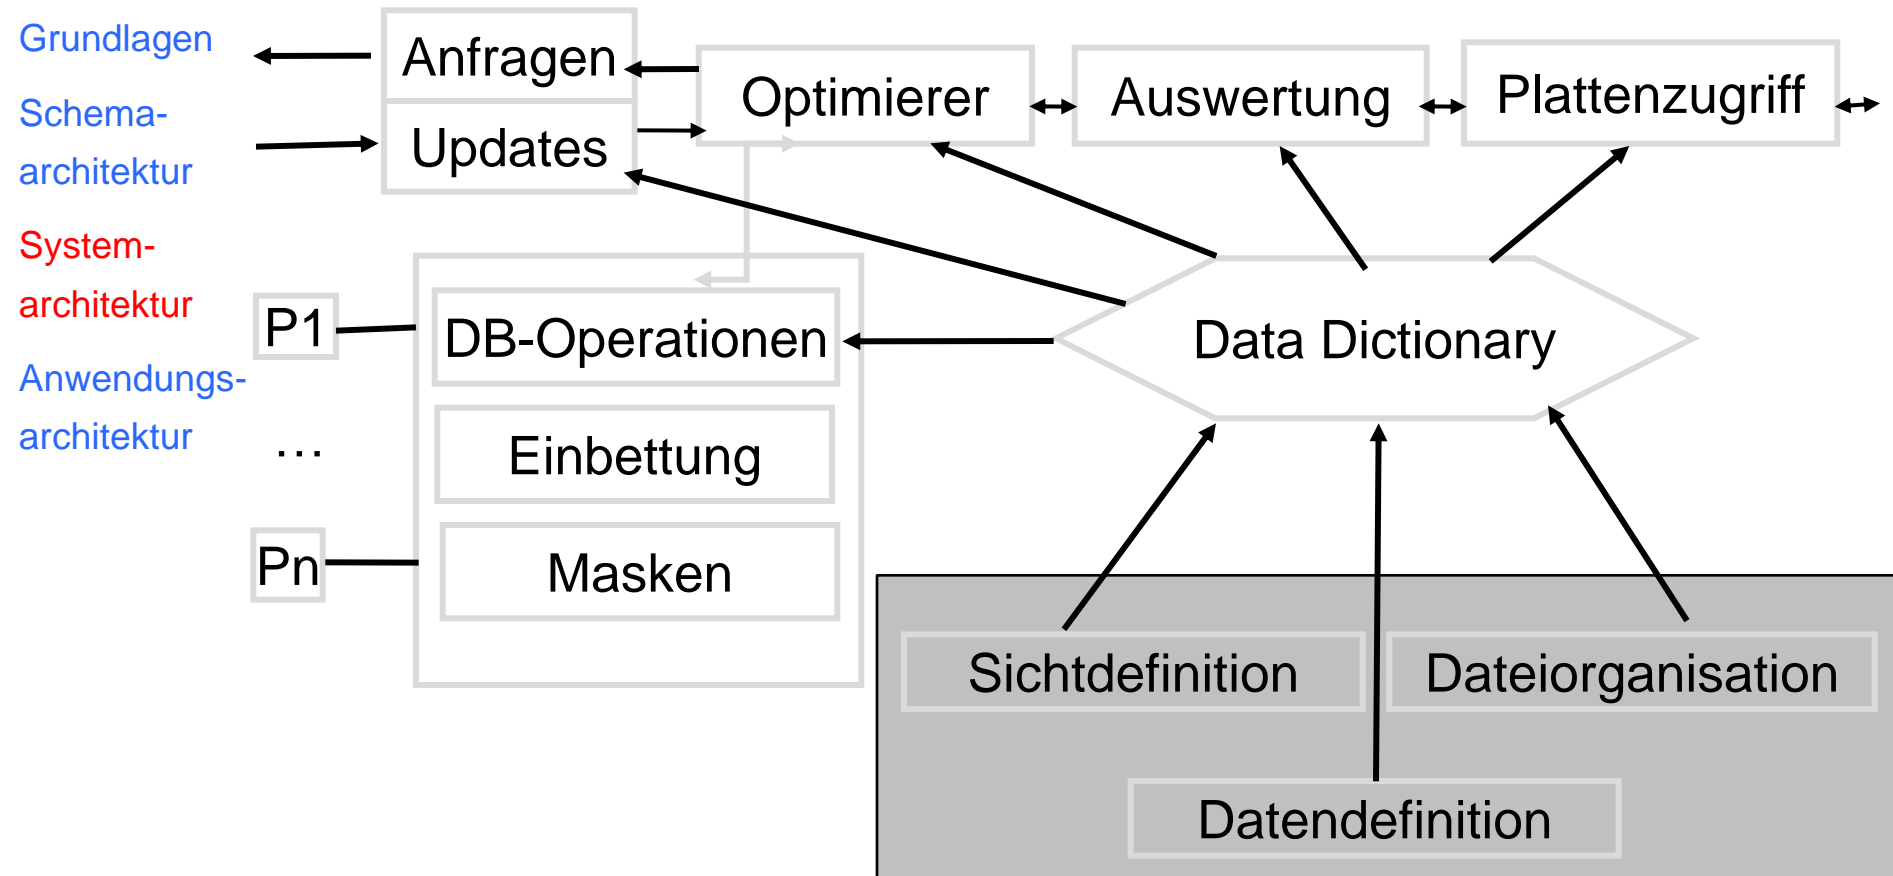 Grundlagen
Schema-
architektur
System-
architektur
Anwendungs-
architektur
Anfragen
Updates
Optimierer
Auswertung
Plattenzugriff
P1
…
Pn
DB-Operationen
Einbettung
Masken
Data Dictionary
Sichtdefinition
Dateiorganisation
Datendefinition